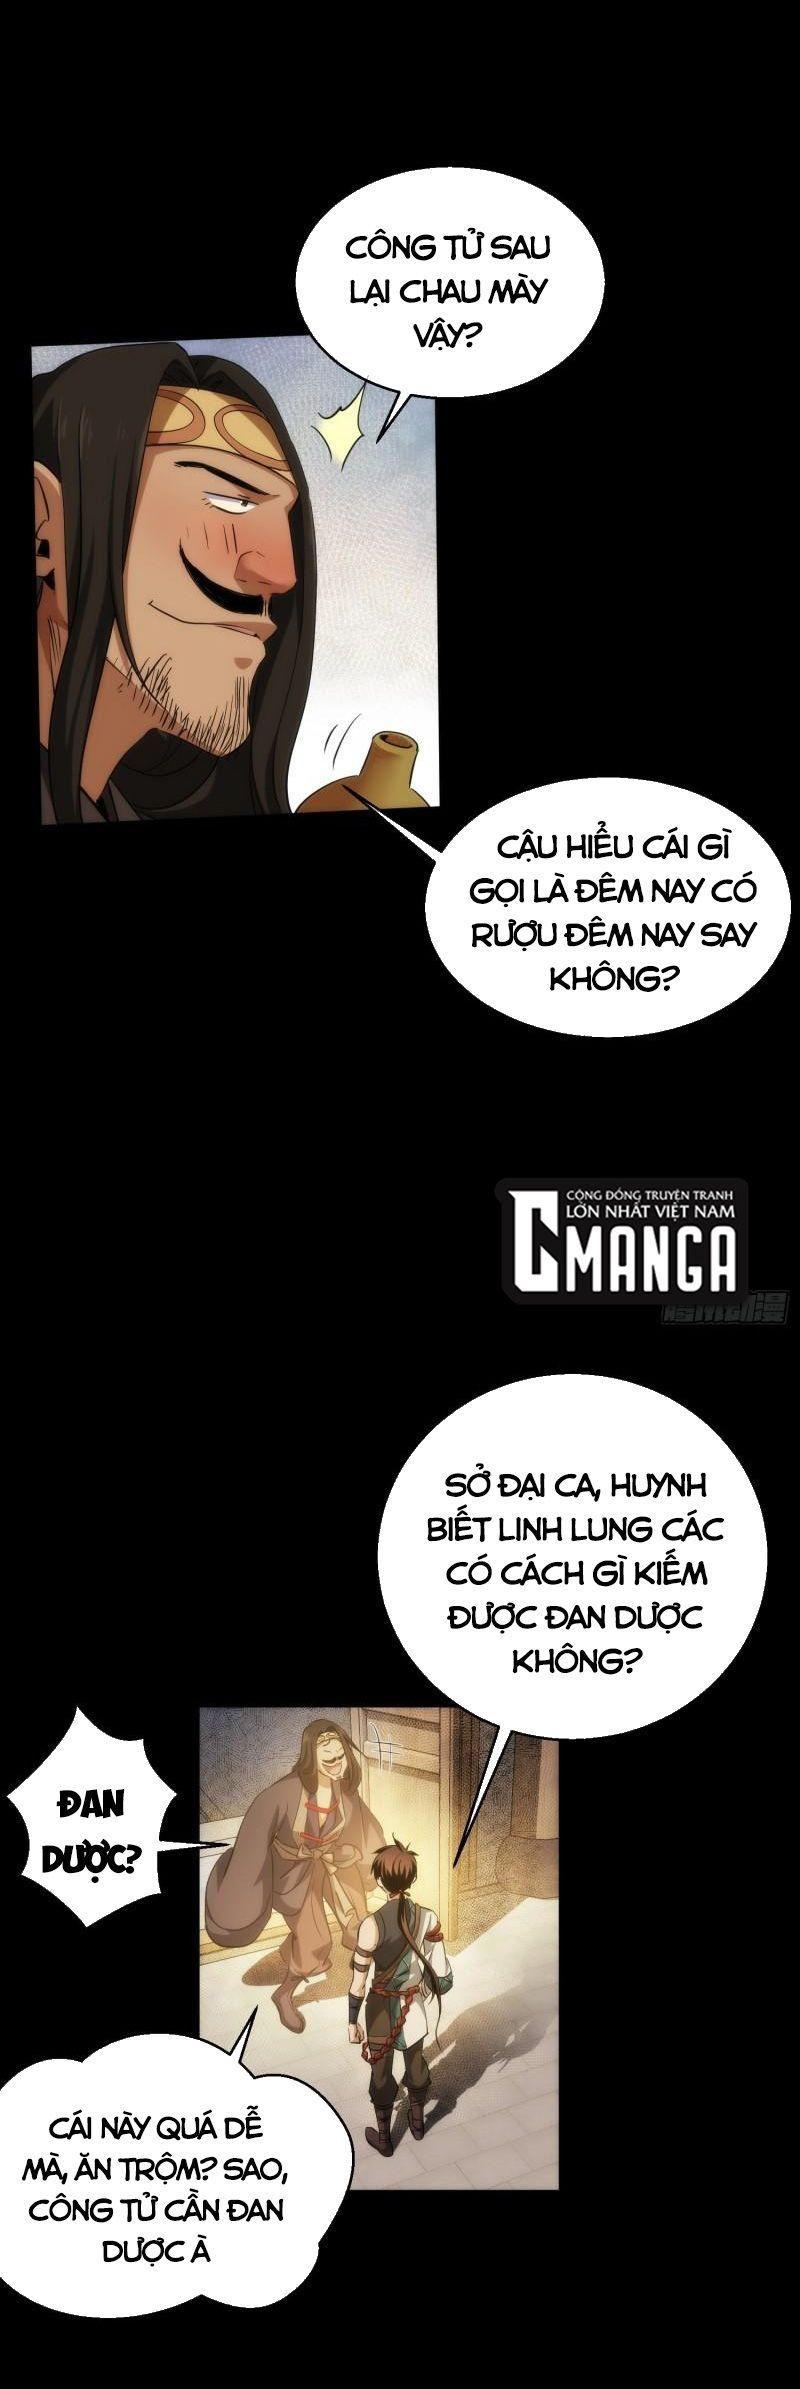 CÔNG TỬ SAU
LẠI CHAU MÀY
VẬY?
CẬU HIỂU CÁI GÌ
GỌI LÀ ĐÊM NAY CÓ
RƯỢU ĐÊM NAY SAY
KHÔNG?
CỘNG ĐỒNG TRUYỆN TRANH
LỚN NHẤT VIỆT NAM
CMANGA
SỞ ĐẠI CA, HUYNH
BIẾT LINH LUNG CÁC
CÓ CÁCH GÌ KIẾM
ĐƯỢC ĐAN DƯỢC
KHÔNG?
ĐAN
DƯỢC?
CÁI NÀY QUÁ DỄ
MÀ, ĂN TRỘM? SAO,
CÔNG TỬ CẦN ĐAN
DƯỢC À